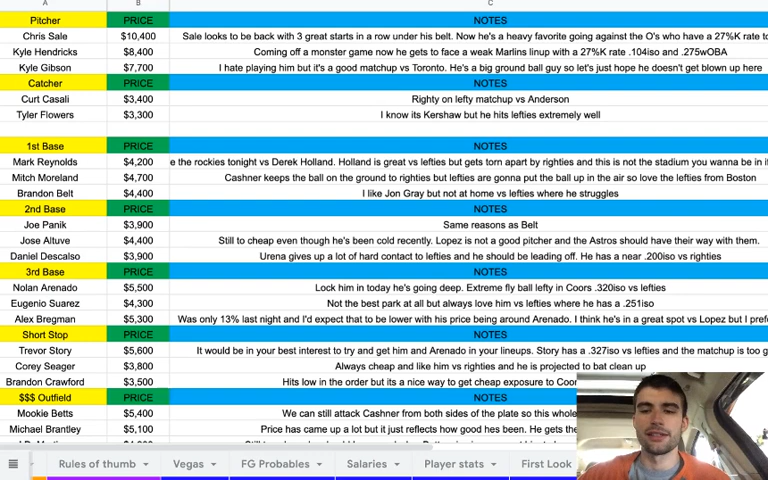 A B C
Pitcher PRICE NOTES
Chris Sale $10,400 Sale looks to be back with 3 great starts in a row under his belt. Now he's a heavy favorite going against the O's who have a 27%K rate to
Kyle Hendricks $8,400 Coming off a monster game now he gets to face a weak Marlins linup with a 27%K rate .104iso and .275wOBA
Kyle Gibson $7,700 I hate playing him but it's a good matchup vs Toronto. He's a big ground ball guy so let's just hope he doesn't get blown up here
Catcher PRICE NOTES
Curt Casali $3,400 Righty on lefty matchup vs Anderson
Tyler Flowers $3,300 I know its Kershaw but he hits lefties extremely well
1st Base PRICE NOTES
Mark Reynolds $4,200 e the rockies tonight vs Derek Holland. Holland is great vs lefties but gets torn apart by righties and this is not the stadium you wanna be in if
Mitch Moreland $4,700 Cashner keeps the ball on the ground to righties but lefties are gonna put the ball up in the air so love the lefties from Boston
Brandon Belt $4,400 I like Jon Gray but not at home vs lefties where he struggles
2nd Base PRICE NOTES
Joe Panik $3,900 Same reasons as Belt
Jose Altuve $4,400 Still to cheap even though he's been cold recently. Lopez is not a good pitcher and the Astros should have their way with them.
Daniel Descalso $3,900 Urena gives up a lot of hard contact to lefties and he should be leading off. He has a near .200iso vs righties
3rd Base PRICE NOTES
Nolan Arenado $5,500 Lock him in today he's going deep. Extreme fly ball lefty in Coors .320iso vs lefties
Eugenio Suarez $4,300 Not the best park at all but always love him vs lefties where he has a .251iso
Alex Bregman $5,300 Was only 13% last night and I'd expect that to be lower with his price being around Arenado. I think he's in a great spot vs Lopez but I pref
Short Stop PRICE NOTES
Trevor Story $5,600 It would be in your best interest to try and get him and Arenado in your lineups. Story has a .327iso vs lefties and the matchup is too g
Corey Seager $3,800 Always cheap and like him vs righties and he is projected to bat clean up
Brandon Crawford $3,500 Hits low in the order but its a nice way to get cheap exposure to Coor
$$$ Outfield PRICE NOTES
Mookie Betts $5,400 We can still attack Cashner from both sides of the plate so this whole
Michael Brantley $5,100 Price has came up a lot but it just reflects how good hes been. He gets the
Rules of thumb Vegas FG Probables Salaries Player stats First Look